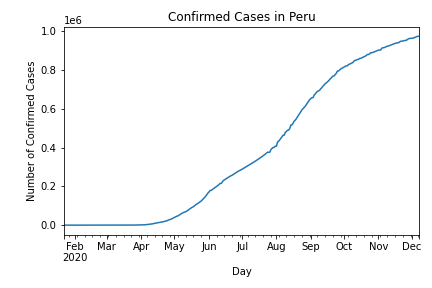 Confirmed Cases in Peru
1e6
1.0
0.8
0.6
0.4
0.2
0.0
Number of Confirmed Cases
Feb Mar Apr May Jun Jul Aug Sep Oct Nov Dec
2020
Day